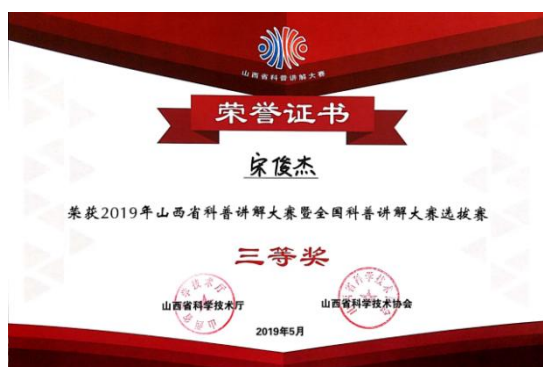 山西省科普讲解大赛
荣誉证书
宋俊杰
荣获2019年山西省科普讲解大赛暨全国科普讲解大赛选拔赛
三等奖
山西省科学技术厅
山西省科学技术协会
2019年5月